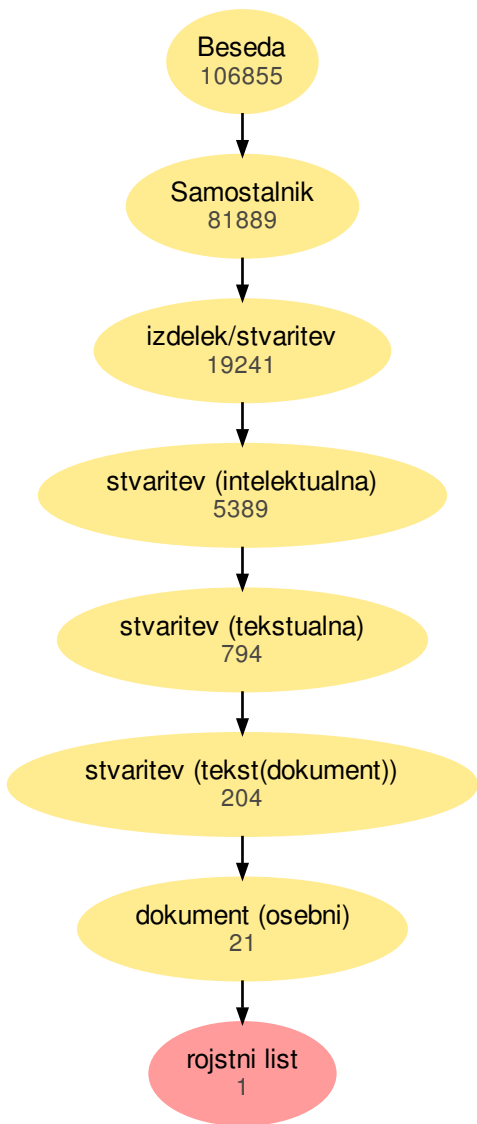 Beseda
106855
Samostalnik
81889
izdelek/stvaritev
19241
stvaritev (intelektualna)
5389
stvaritev (tekstualna)
794
stvaritev (tekst(dokument))
204
dokument (osebni)
21
rojstni list
1